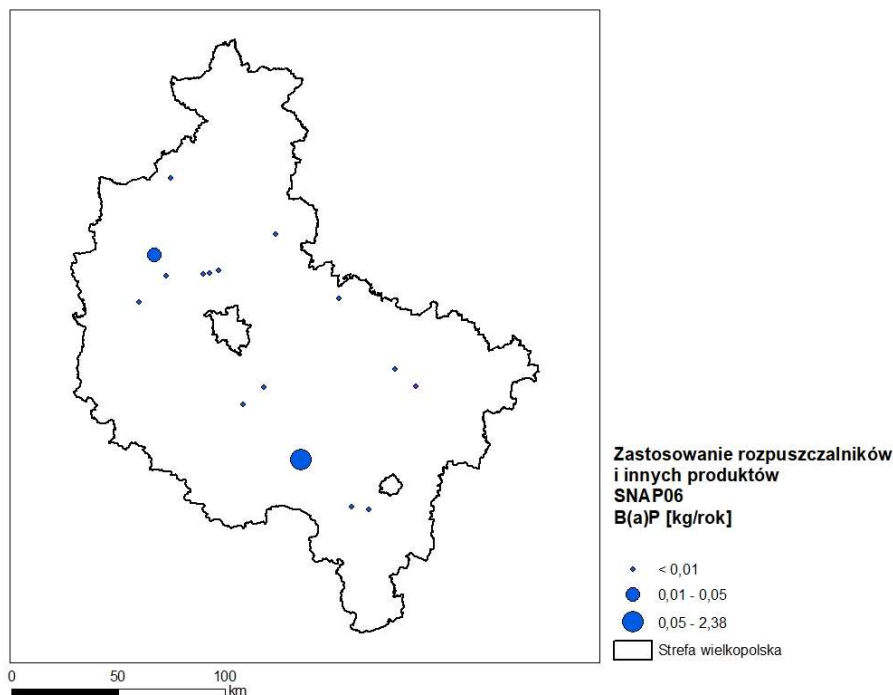 Zastosowanie rozpuszczalników
i innych produktów
SNAP06
B(a)P [kg/rok]
< 0,01
0,01 - 0,05
0,05 - 2,38
Strefa wielkopolska
0 50 100
km